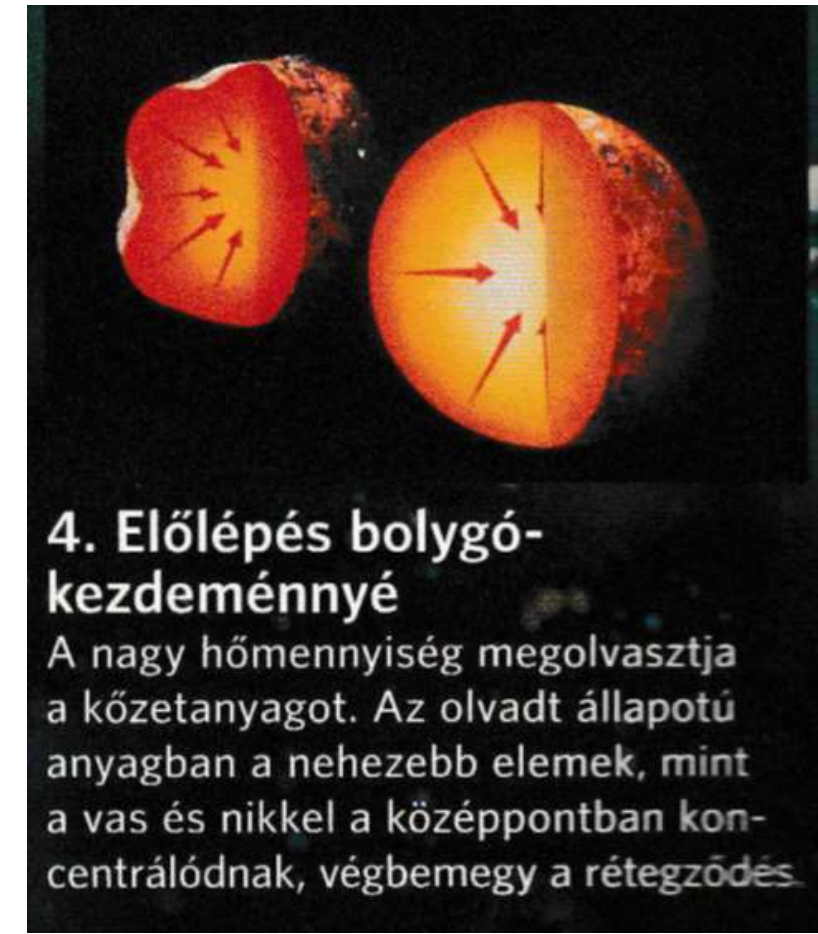 4. Előlépés bolygó-
kezdeménnyé
A nagy hőmennyiség megolvasztja
a kőzetanyagot. Az olvadt állapotú
anyagban a nehezebb elemek, mint
a vas és nikkel a középpontban kon-
centrálódnak, végbemegy a rétegződés.